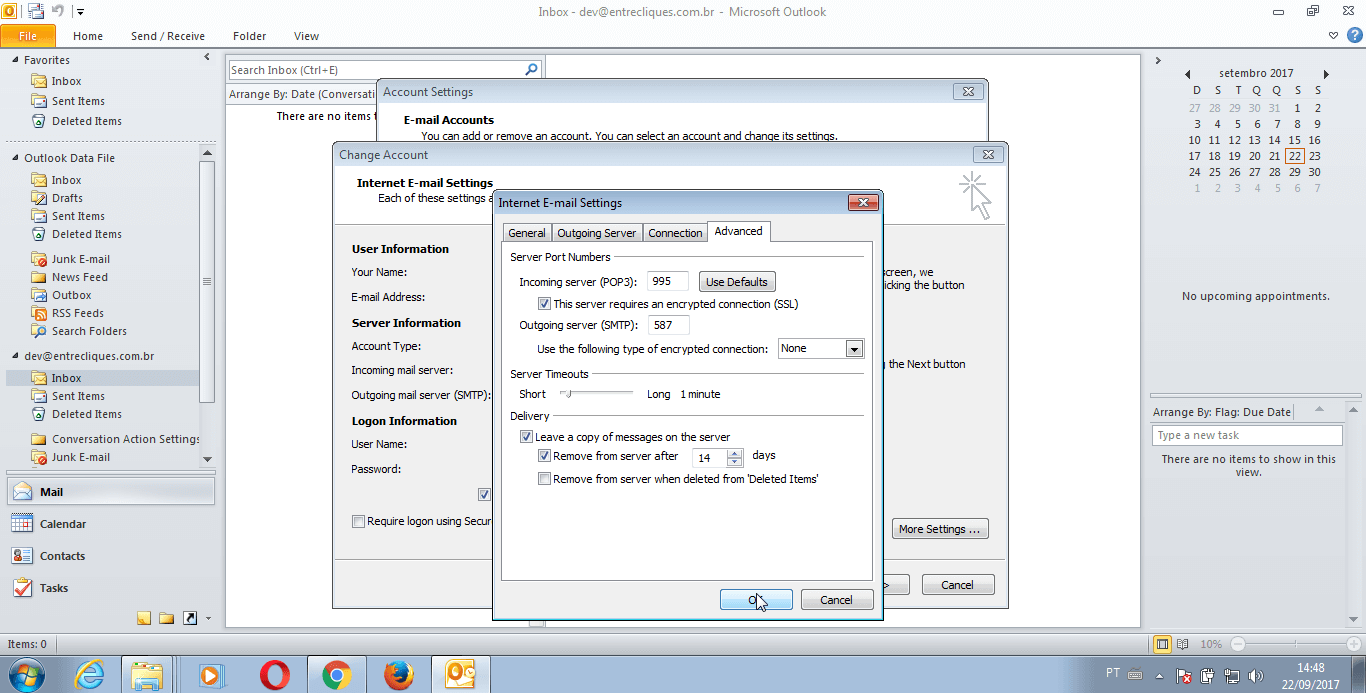 Inbox - dev@entrecliques.com.br - Microsoft Outlook
File Home Send / Receive Folder View
Favorites
Inbox
Sent Items
Deleted Items
Outlook Data File
Inbox
Drafts
Sent Items
Deleted Items
Junk E-mail
News Feed
Outbox
RSS Feeds
Search Folders
dev@entrecliques.com.br
Inbox
Sent Items
Deleted Items
Conversation Action Settings
Junk E-mail
Mail
Calendar
Contacts
Tasks
Search Inbox (Ctrl+E)
Arrange By: Date (Conversati
There are no items
Account Settings
E-mail Accounts
You can add or remove an account. You can select an account and change its settings.
Change Account
Internet E-mail Settings
Each of these settings
User Information
Your Name:
E-mail Address:
Server Information
Account Type:
Incoming mail server:
Outgoing mail server (SMTP):
Logon Information
User Name:
Password:
Require logon using Secur
screen, we
icking the button
the Next button
More Settings ...
> Cancel
Internet E-mail Settings
General Outgoing Server Connection Advanced
Server Port Numbers
Incoming server (POP3): 995 Use Defaults
This server requires an encrypted connection (SSL)
Outgoing server (SMTP): 587
Use the following type of encrypted connection: None
Server Timeouts
Short Long 1 minute
Delivery
Leave a copy of messages on the server
Remove from server after 14 days
Remove from server when deleted from 'Deleted Items'
Cancel
setembro 2017
D S T Q Q S S
27 28 29 30 31 1 2
3 4 5 6 7 8 9
10 11 12 13 14 15 16
17 18 19 20 21 22 23
24 25 26 27 28 29 30
1 2 3 4 5 6 7
No upcoming appointments.
Arrange By: Flag: Due Date
Type a new task
There are no items to show in this
view.
Items: 0
10%
PT
14:48
22/09/2017